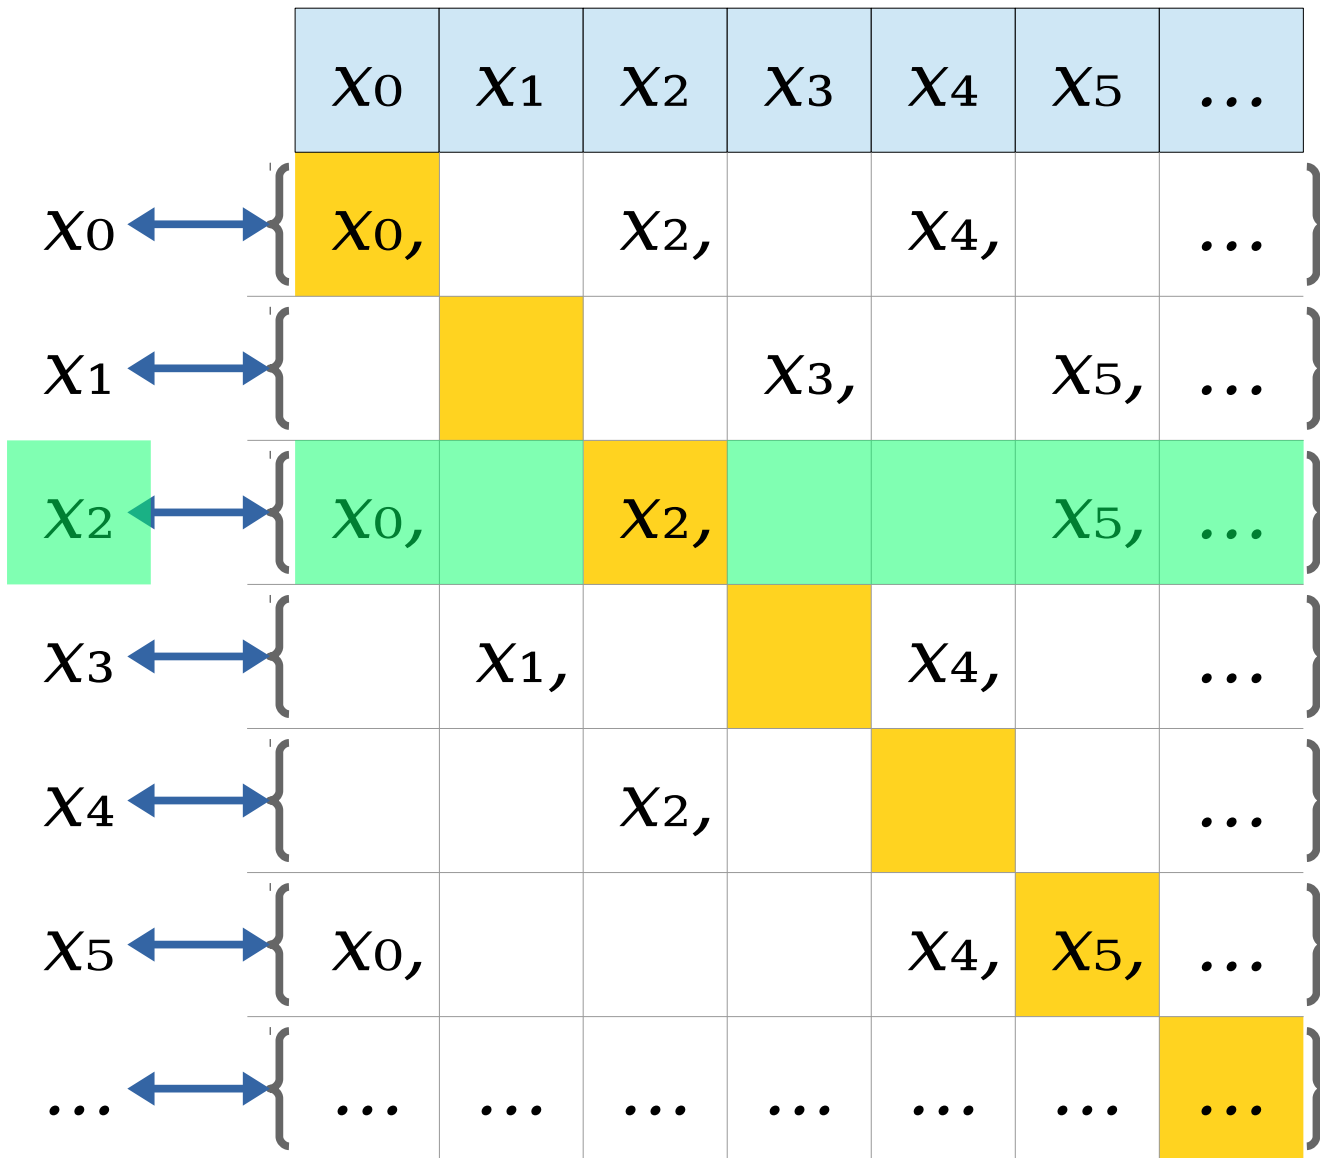 x₀ x₁ x₂ x₃ x₄ x₅ ...
x₀ { x₀, x₂, x₄, ... }
x₁ { x₃, x₅, ... }
x₂ { x₀, x₂, x₅, ... }
x₃ { x₁, x₄, ... }
x₄ { x₂, ... }
x₅ { x₀, x₄, x₅, ... }
... { ... ... ... ... ... ... ... }